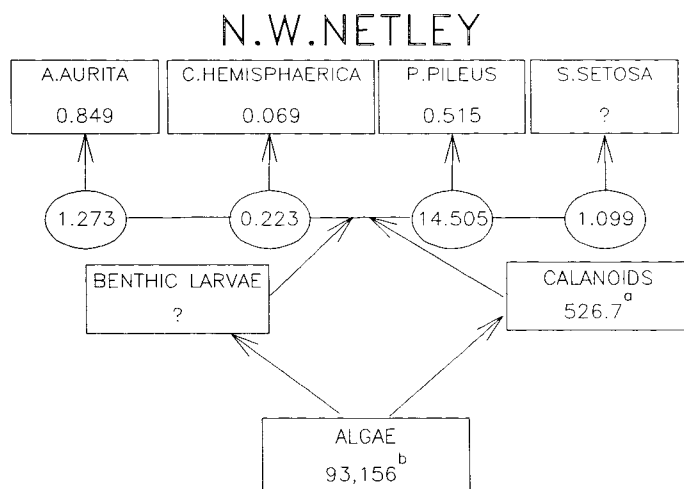 N.W.NETLEY
A.AURITA
0.849
C.HEMISPHAERICA
0.069
P.PILEUS
0.515
S.SETOSA
?
1.273
0.223
14.505
1.099
BENTHIC LARVAE
?
CALANOIDS
526.7a
ALGAE
93,156b